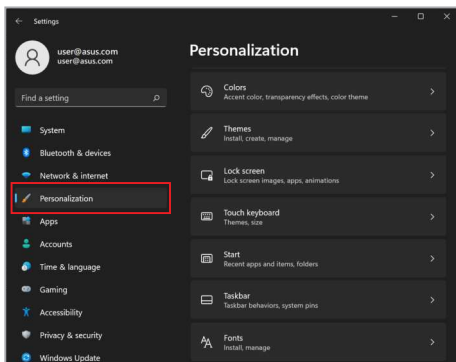 Settings
user@asus.com
user@asus.com
Find a setting
System
Bluetooth & devices
Network & internet
Personalization
Apps
Accounts
Time & language
Gaming
Accessibility
Privacy & security
Windows Update
Personalization
Colors
Accent color, transparency effects, color theme
Themes
Install, create, manage
Lock screen
Lock screen images, apps, animations
Touch keyboard
Themes, size
Start
Recent apps and items, folders
Taskbar
Taskbar behaviors, system pins
Fonts
Install, manage